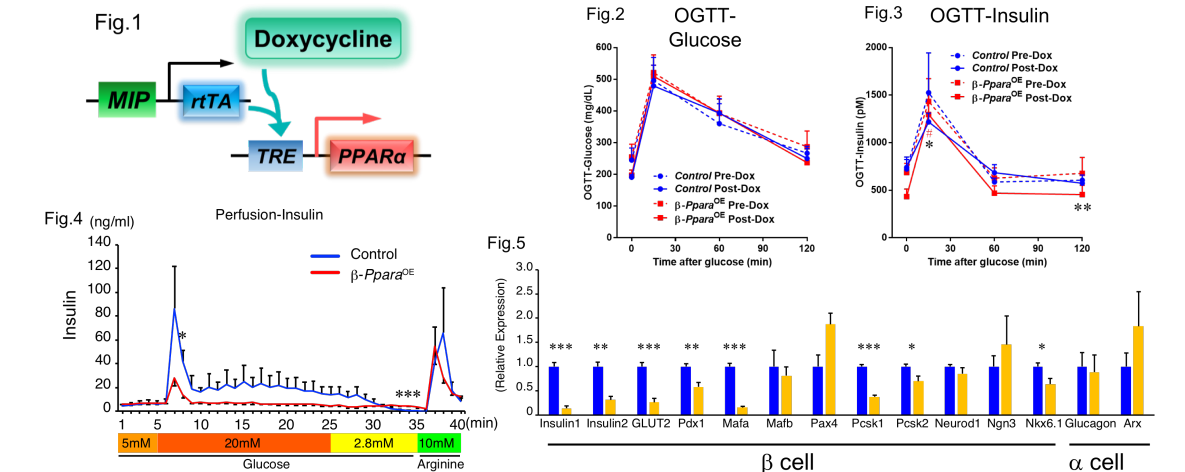 Fig.1
Doxycycline
MIP
rtTA
TRE
PPARα
Fig.2
OGTT-
Glucose
OGTT-Glucose (mg/dL)
600
500
400
300
200
100
0
Control Pre-Dox
Control Post-Dox
β-Ppara^OE Pre-Dox
β-Ppara^OE Post-Dox
0 30 60 90 120
Time after glucose (min)
Fig.3
OGTT-Insulin
OGTT-Insulin (pM)
2000
1500
1000
500
0
Control Pre-Dox
Control Post-Dox
β-Ppara^OE Pre-Dox
β-Ppara^OE Post-Dox
#
*
**
0 30 60 90 120
Time after glucose (min)
Fig.4
(ng/ml)
Perfusion-Insulin
Insulin
140
120
100
80
60
40
20
0
Control
β-Ppara^OE
*
***
1 5 10 15 20 25 30 35 40(min)
5mM 20mM 2.8mM 10mM
Glucose Arginine
Fig.5
(Relative Expression)
3.0
2.5
2.0
1.5
1.0
0.5
0
*** ** *** ** *** *** * *
Insulin1 Insulin2 GLUT2 Pdx1 Mafa Mafb Pax4 Pcsk1 Pcsk2 Neurod1 Ngn3 Nkx6.1 Glucagon Arx
β cell α cell